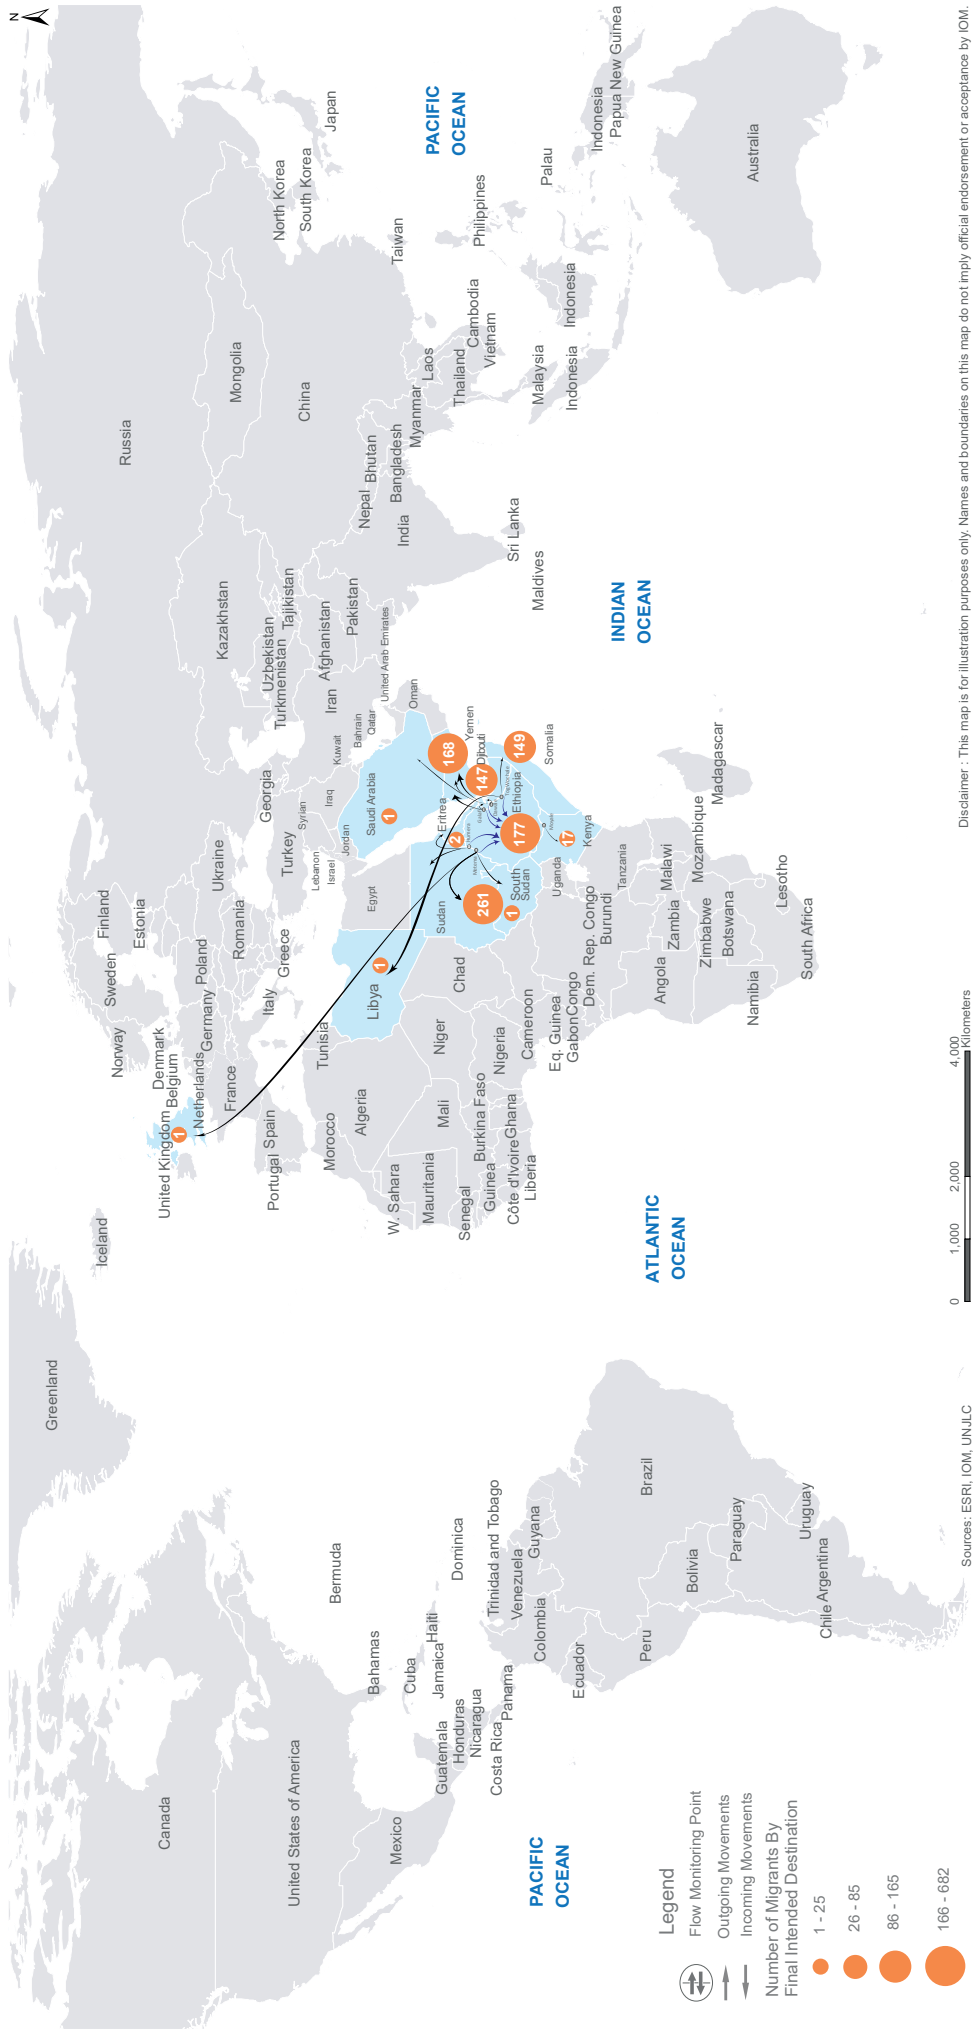 N
Greenland
Iceland
Canada
United States of America
Mexico
Bermuda
Bahamas
Cuba
Haiti
Jamaica
Dominica
Guatemala
Honduras
Nicaragua
Costa Rica
Panama
Trinidad and Tobago
Venezuela
Guyana
Colombia
Ecuador
Peru
Brazil
Bolivia
Paraguay
Uruguay
Argentina
Chile
PACIFIC
OCEAN
ATLANTIC
OCEAN
INDIAN
OCEAN
PACIFIC
OCEAN
Norway
Sweden
Finland
Estonia
Denmark
United Kingdom
1
Belgium
Netherlands
Germany
Poland
Ukraine
France
Romania
Italy
Greece
Spain
Portugal
Russia
Georgia
Turkey
Kazakhstan
Uzbekistan
Turkmenistan
Tajikistan
Mongolia
China
North Korea
South Korea
Japan
Taiwan
Afghanistan
Iran
Pakistan
Syrian
Iraq
Lebanon
Israel
Jordan
Kuwait
Bahrain
Qatar
United Arab Emirates
Oman
Saudi Arabia
1
Yemen
168
Nepal
Bhutan
Bangladesh
India
Myanmar
Laos
Thailand
Cambodia
Vietnam
Philippines
Palau
Sri Lanka
Maldives
Malaysia
Indonesia
Indonesia
Indonesia
Papua New Guinea
Australia
Morocco
Algeria
Tunisia
Libya
1
Egypt
W. Sahara
Mauritania
Mali
Niger
Chad
Sudan
261
Eritrea
2
Humera
Metema
Djibouti
147
Ethiopia
177
Somalia
149
Senegal
Guinea
Burkina Faso
Côte d'Ivoire
Ghana
Liberia
Nigeria
Cameroon
South
Sudan
1
Eq. Guinea
Gabon
Congo
Dem. Rep. Congo
Uganda
Kenya
17
Burundi
Tanzania
Angola
Zambia
Malawi
Mozambique
Zimbabwe
Botswana
Namibia
Madagascar
Lesotho
South Africa
Legend
Flow Monitoring Point
Outgoing Movements
Incoming Movements
Number of Migrants By
Final Intended Destination
1 - 25
26 - 85
86 - 165
166 - 682
Sources: ESRI, IOM, UNJLC
0 1,000 2,000 4,000
Kilometers
Disclaimer : This map is for illustration purposes only. Names and boundaries on this map do not imply official endorsement or acceptance by IOM.